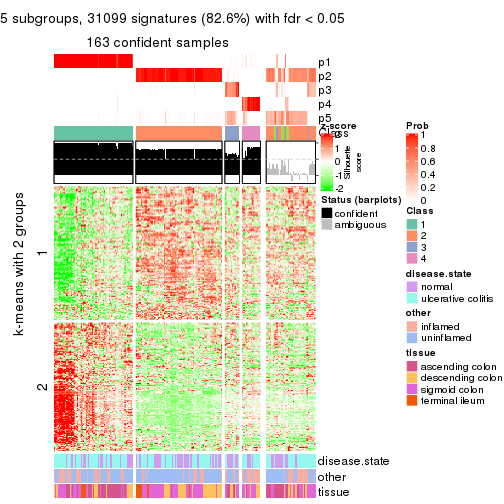 5 subgroups, 31099 signatures (82.6%) with fdr < 0.05
163 confident samples
p1
p2
p3
p4
p5
Class
z-score
2
1
0
-1
-2
Silhouette score
Status (barplots)
confident
ambiguous
Prob
1
0.8
0.6
0.4
0.2
0
Class
1
2
3
4
disease.state
normal
ulcerative colitis
other
inflamed
uninflamed
tissue
ascending colon
descending colon
sigmoid colon
terminal ileum
k-means with 2 groups
1
2
disease.state
other
tissue